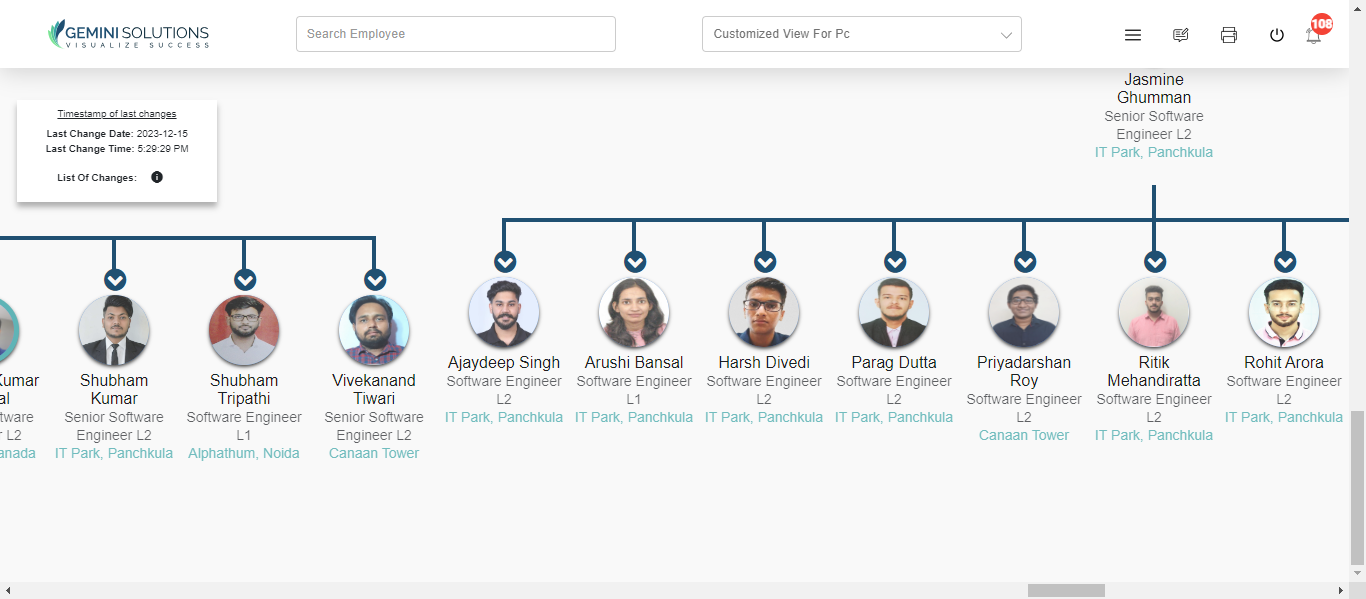 GEMINI SOLUTIONS
VISUALIZE SUCCESS
Search Employee
Customized View For Pc
108
Timestamp of last changes
Last Change Date: 2023-12-15
Last Change Time: 5:29:29 PM
List Of Changes:
Jasmine
Ghumman
Senior Software
Engineer L2
IT Park, Panchkula
Kumar
al
tware
r L2
anada
Shubham
Kumar
Senior Software
Engineer L2
IT Park, Panchkula
Shubham
Tripathi
Software Engineer
L1
Alphathum, Noida
Vivekanand
Tiwari
Senior Software
Engineer L2
Canaan Tower
Ajaydeep Singh
Software Engineer
L2
IT Park, Panchkula
Arushi Bansal
Software Engineer
L1
IT Park, Panchkula
Harsh Divedi
Software Engineer
L2
IT Park, Panchkula
Parag Dutta
Software Engineer
L2
IT Park, Panchkula
Priyadarshan
Roy
Software Engineer
L2
Canaan Tower
Ritik
Mehandiratta
Software Engineer
L2
IT Park, Panchkula
Rohit Arora
Software Engineer
L2
IT Park, Panchkula